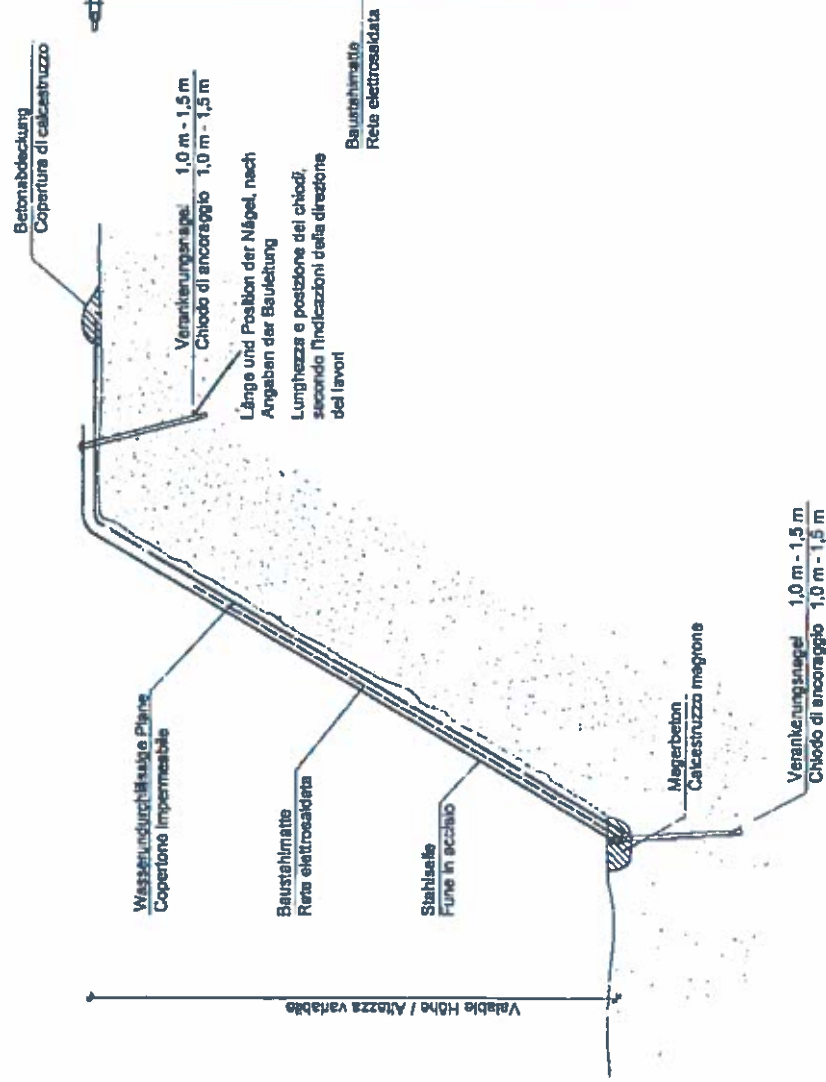 Betonabdeckung
Copertura di calcestruzzo
Verankerungsnagel 1,0 m - 1,5 m
Chiodo di ancoraggio 1,0 m - 1,5 m
Länge und Position der Nägel, nach
Angaben der Bauleitung
Lunghezza e posizione dei chiodi,
secondo l'indicazioni della direzione
dei lavori
Baustahlmatte
Rete elettrosaldata
Wasserundurchlässige Plane
Copertone impermeabile
Baustahlmatte
Rete elettrosaldata
Stahlseile
Fune in acciaio
Magerbeton
Calcestruzzo magrone
Verankerungsnagel 1,0 m - 1,5 m
Chiodo di ancoraggio 1,0 m - 1,5 m
Vaiable Höhe / Altezza variabile